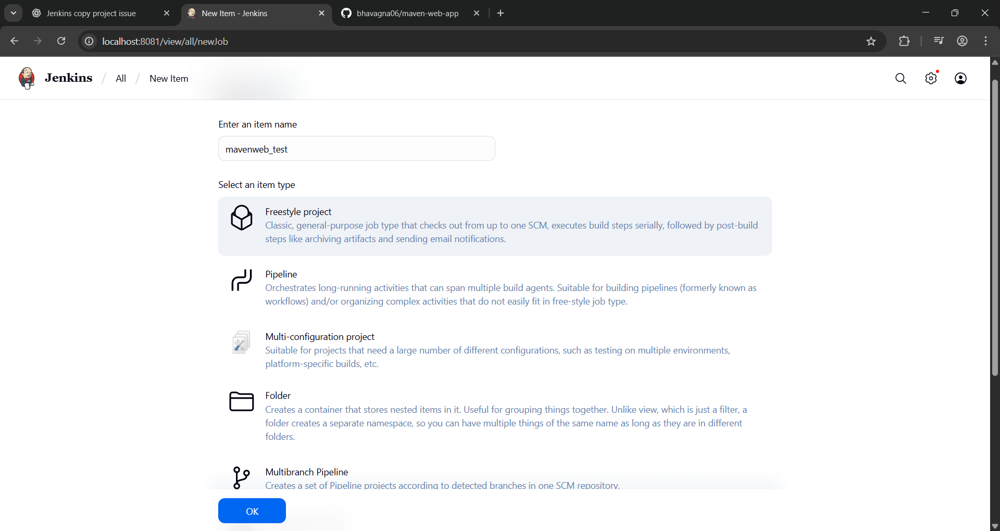 Jenkins copy project issue
New Item - Jenkins
bhavagna06/maven-web-app
localhost:8081/view/all/newJob
Jenkins / All / New Item
Enter an item name
mavenweb_test
Select an item type
Freestyle project
Classic, general-purpose job type that checks out from up to one SCM, executes build steps serially, followed by post-build
steps like archiving artifacts and sending email notifications.
Pipeline
Orchestrates long-running activities that can span multiple build agents. Suitable for building pipelines (formerly known as
workflows) and/or organizing complex activities that do not easily fit in free-style job type.
Multi-configuration project
Suitable for projects that need a large number of different configurations, such as testing on multiple environments,
platform-specific builds, etc.
Folder
Creates a container that stores nested items in it. Useful for grouping things together. Unlike view, which is just a filter, a
folder creates a separate namespace, so you can have multiple things of the same name as long as they are in different
folders.
Multibranch Pipeline
Creates a set of Pipeline projects according to detected branches in one SCM repository.
OK